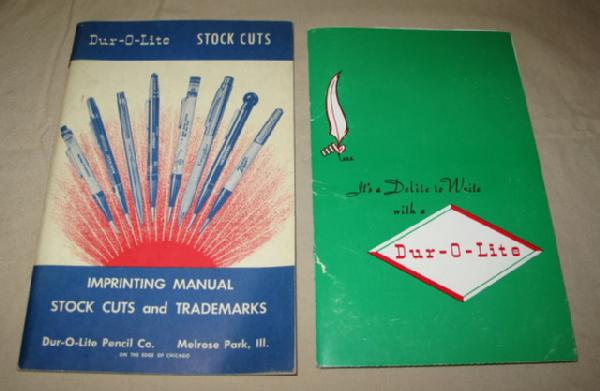 Dur-O-Lite STOCK CUTS
IMPRINTING MANUAL
STOCK CUTS and TRADEMARKS
Dur-O-Lite Pencil Co. Melrose Park, Ill.
ON THE EDGE OF CHICAGO
It's a Delite to Write
with a
Dur-O-Lite